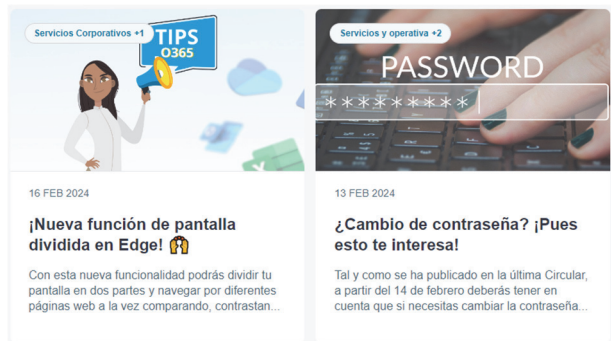 Servicios Corporativos +1
TIPS
O365
16 FEB 2024
¡Nueva función de pantalla
dividida en Edge! 🙌
Con esta nueva funcionalidad podrás dividir tu
pantalla en dos partes y navegar por diferentes
páginas web a la vez comparando, contrastan...
Servicios y operativa +2
PASSWORD
*********|
13 FEB 2024
¿Cambio de contraseña? ¡Pues
esto te interesa!
Tal y como se ha publicado en la última Circular,
a partir del 14 de febrero deberás tener en
cuenta que si necesitas cambiar la contraseña...